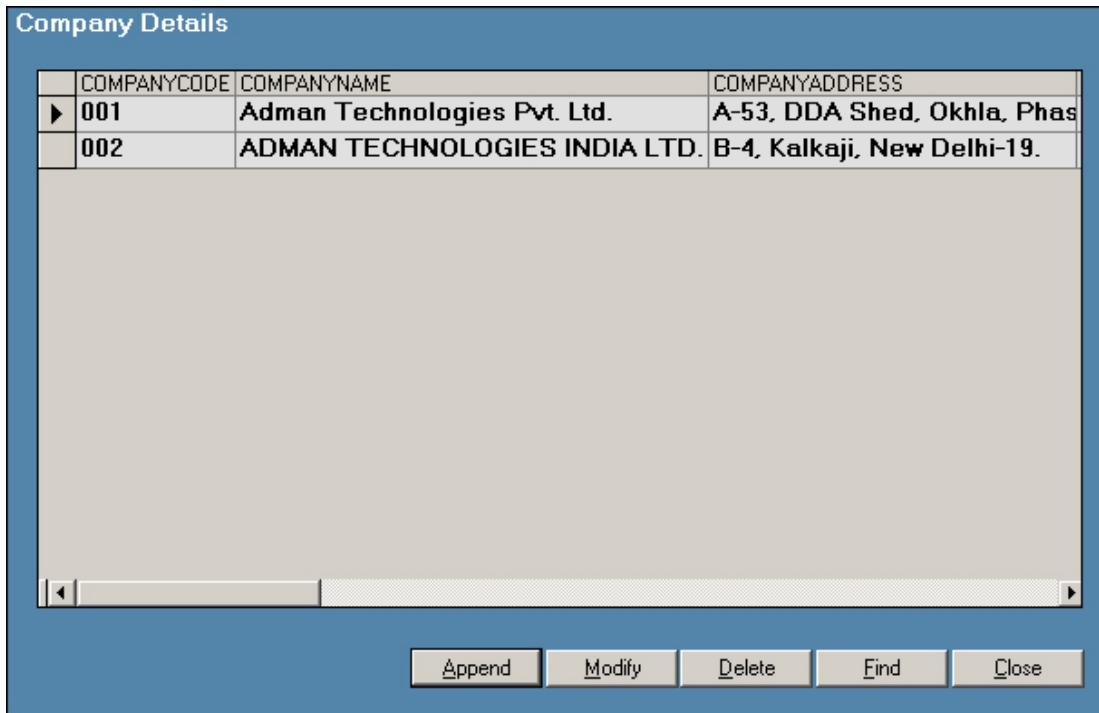 Company Details
COMPANYCODE COMPANYNAME COMPANYADDRESS
001 Adman Technologies Pvt. Ltd. A-53, DDA Shed, Okhla, Phas
002 ADMAN TECHNOLOGIES INDIA LTD. B-4, Kalkaji, New Delhi-19.
Append Modify Delete Find Close